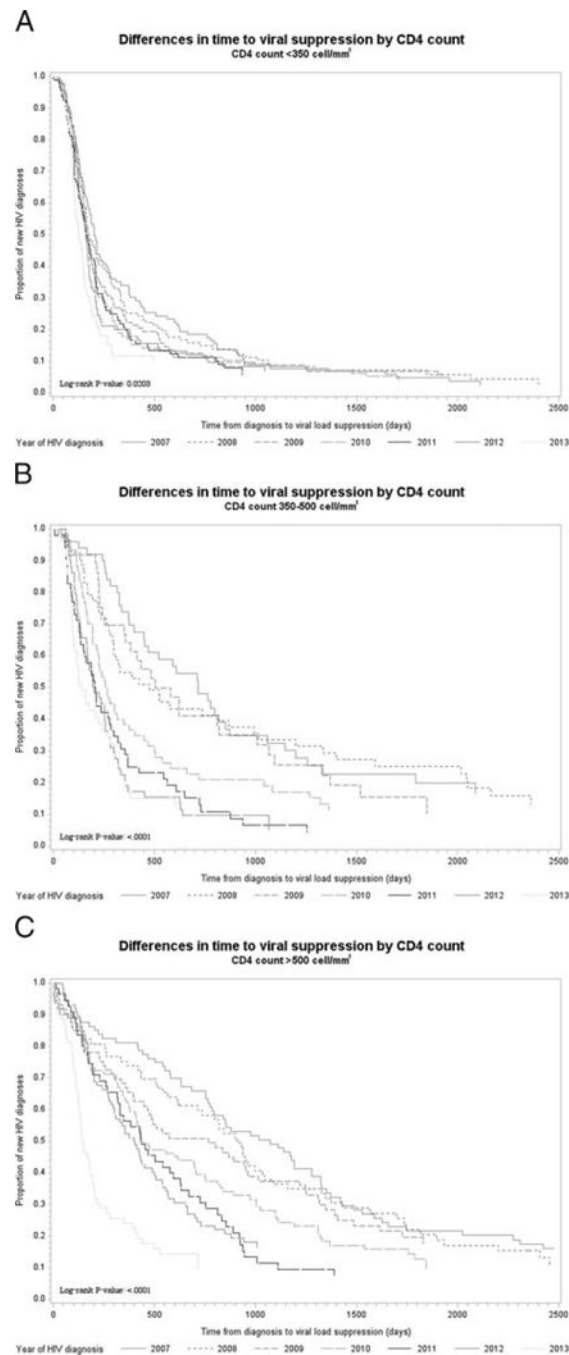 A
Differences in time to viral suppression by CD4 count
CD4 count <350 cell/mm³
1.0
0.9
0.8
0.7
0.6
0.5
0.4
0.3
0.2
0.1
0.0
Proportion of new HIV diagnoses
Log-rank P-value: 0.0203
0 500 1000 1500 2000 2500
Time from diagnosis to viral load suppression (days)
Year of HIV diagnosis 2007 2008 2009 2010 2011 2012 2013
B
Differences in time to viral suppression by CD4 count
CD4 count 350-500 cell/mm³
1.0
0.9
0.8
0.7
0.6
0.5
0.4
0.3
0.2
0.1
0.0
Proportion of new HIV diagnoses
Log-rank P-value: <.0001
0 500 1000 1500 2000 2500
Time from diagnosis to viral load suppression (days)
Year of HIV diagnosis 2007 2008 2009 2010 2011 2012 2013
C
Differences in time to viral suppression by CD4 count
CD4 count >500 cell/mm³
1.0
0.9
0.8
0.7
0.6
0.5
0.4
0.3
0.2
0.1
0.0
Proportion of new HIV diagnoses
Log-rank P-value: <.0001
0 500 1000 1500 2000 2500
Time from diagnosis to viral load suppression (days)
Year of HIV diagnosis 2007 2008 2009 2010 2011 2012 2013